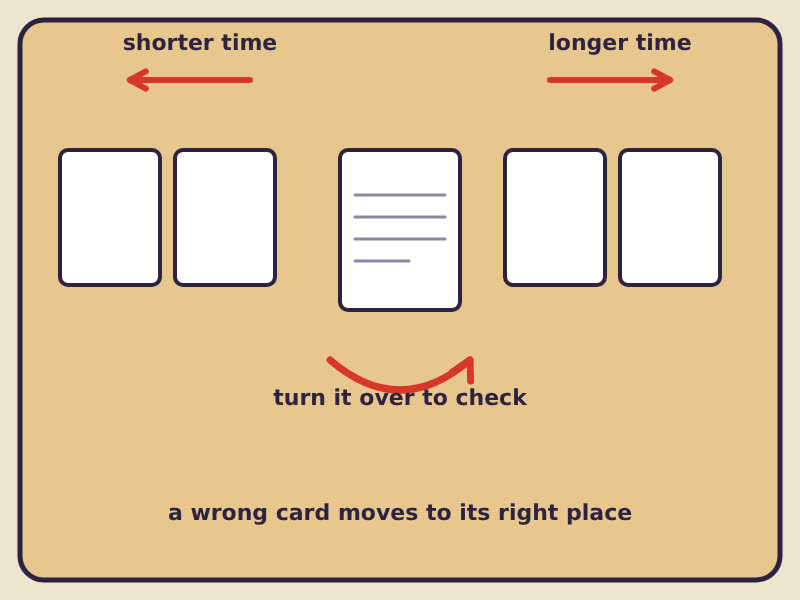 shorter time
longer time
turn it over to check
a wrong card moves to its right place